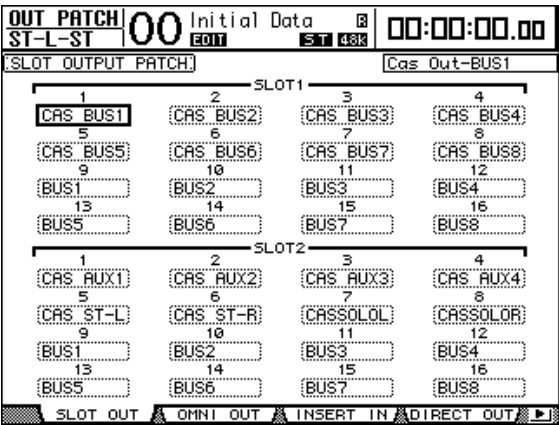 OUT PATCH 00 Initial Data R 00:00:00.00
ST-L-ST EDIT ST 48k
SLOT OUTPUT PATCH Cas Out-BUS1
SLOT1
1 2 3 4
CAS BUS1 CAS BUS2 CAS BUS3 CAS BUS4
5 6 7 8
CAS BUS5 CAS BUS6 CAS BUS7 CAS BUS8
9 10 11 12
BUS1 BUS2 BUS3 BUS4
13 14 15 16
BUS5 BUS6 BUS7 BUS8
SLOT2
1 2 3 4
CAS AUX1 CAS AUX2 CAS AUX3 CAS AUX4
5 6 7 8
CAS ST-L CAS ST-R CASSOLOL CASSOLOR
9 10 11 12
BUS1 BUS2 BUS3 BUS4
13 14 15 16
BUS5 BUS6 BUS7 BUS8
SLOT OUT OMNI OUT INSERT IN DIRECT OUT